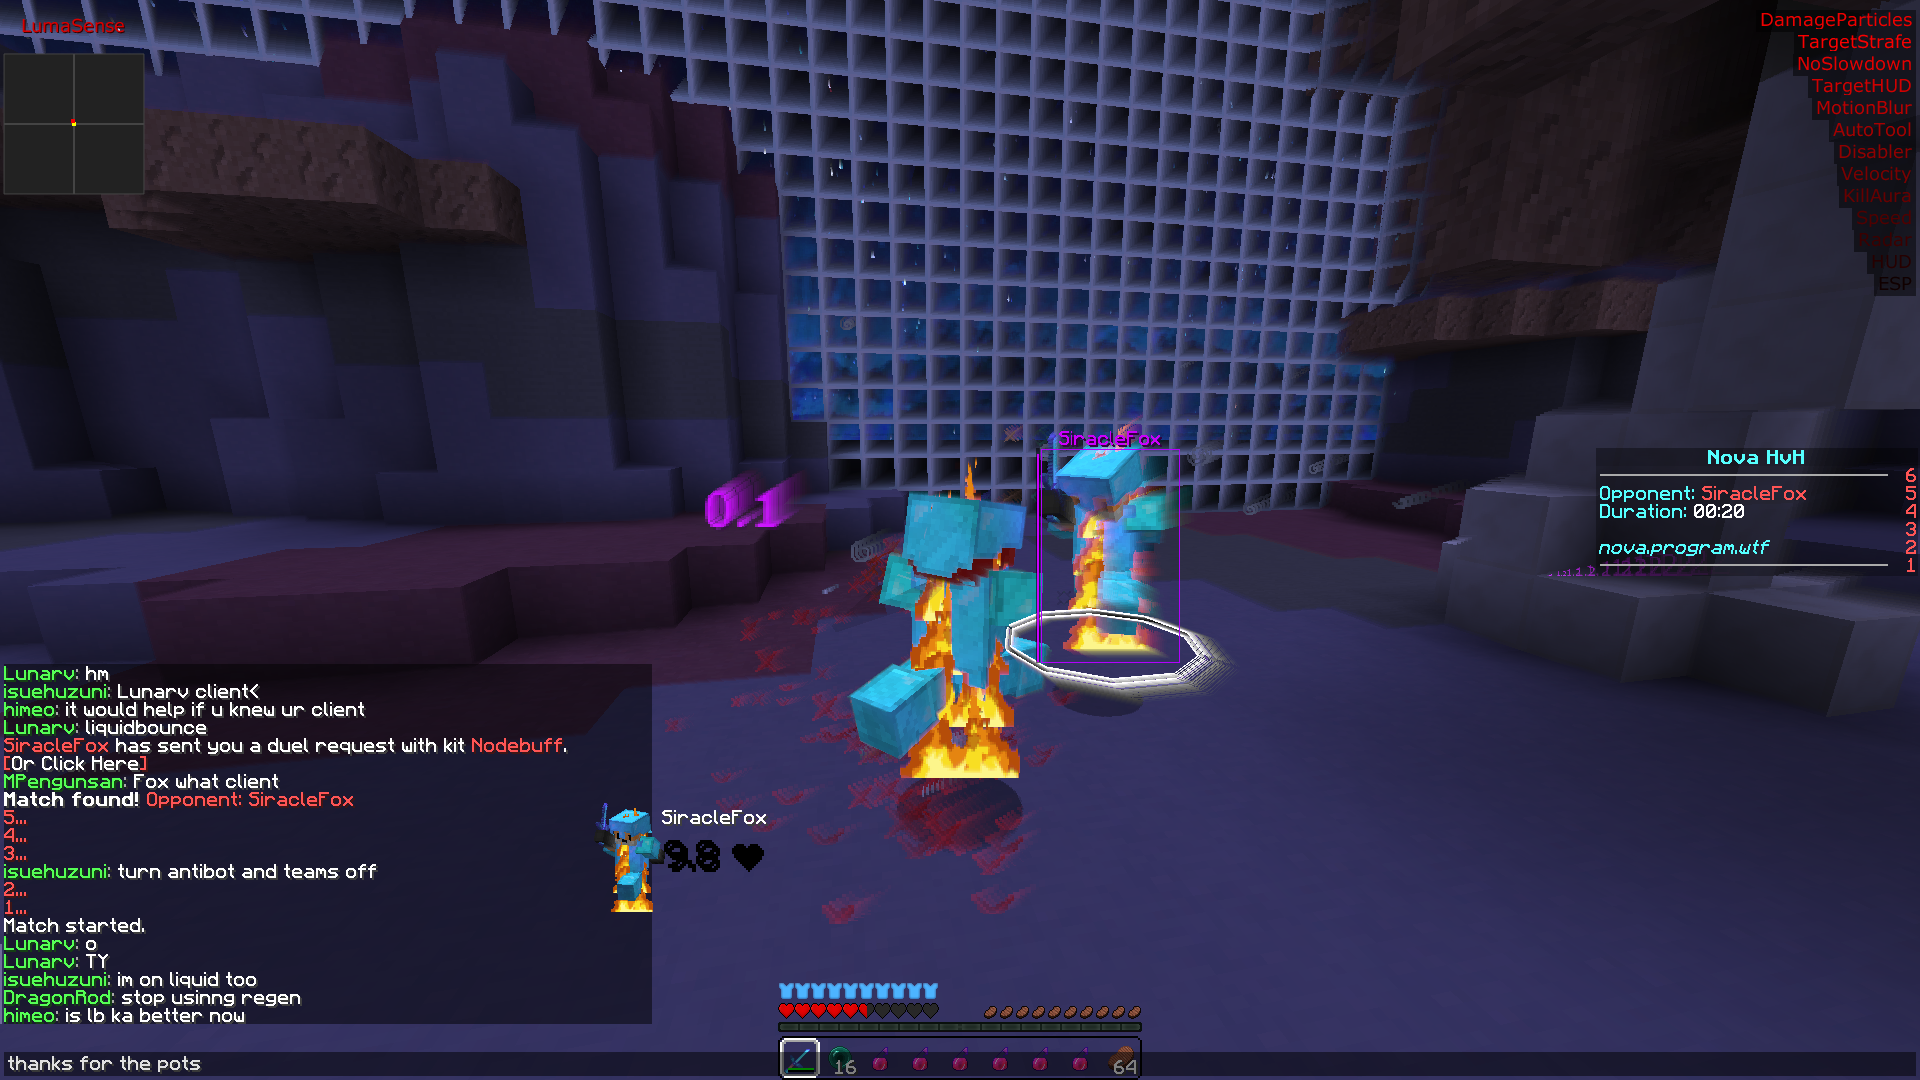 LumaSense
DamageParticles
TargetStrafe
NoSlowdown
TargetHUD
MotionBlur
AutoTool
Disabler
Velocity
KillAura
Speed
Radar
HUD
ESP
SiracleFox
0.1
Nova HvH
6
Opponent: SiracleFox
5
Duration: 00:20
4
3
nova.program.wtf
2
1
Lunarv: hm
isuehuzuni: Lunarv client<
himeo: it would help if u knew ur client
Lunarv: liquidbounce
SiracleFox has sent you a duel request with kit Nodebuff.
[Or Click Here]
MPengunsan: Fox what client
Match found! Opponent: SiracleFox
5...
4...
3...
isuehuzuni: turn antibot and teams off
2...
1...
Match started.
Lunarv: o
Lunarv: TY
isuehuzuni: im on liquid too
DragonRod: stop usinng regen
himeo: is lb ka better now
SiracleFox
9.8
16
64
thanks for the pots